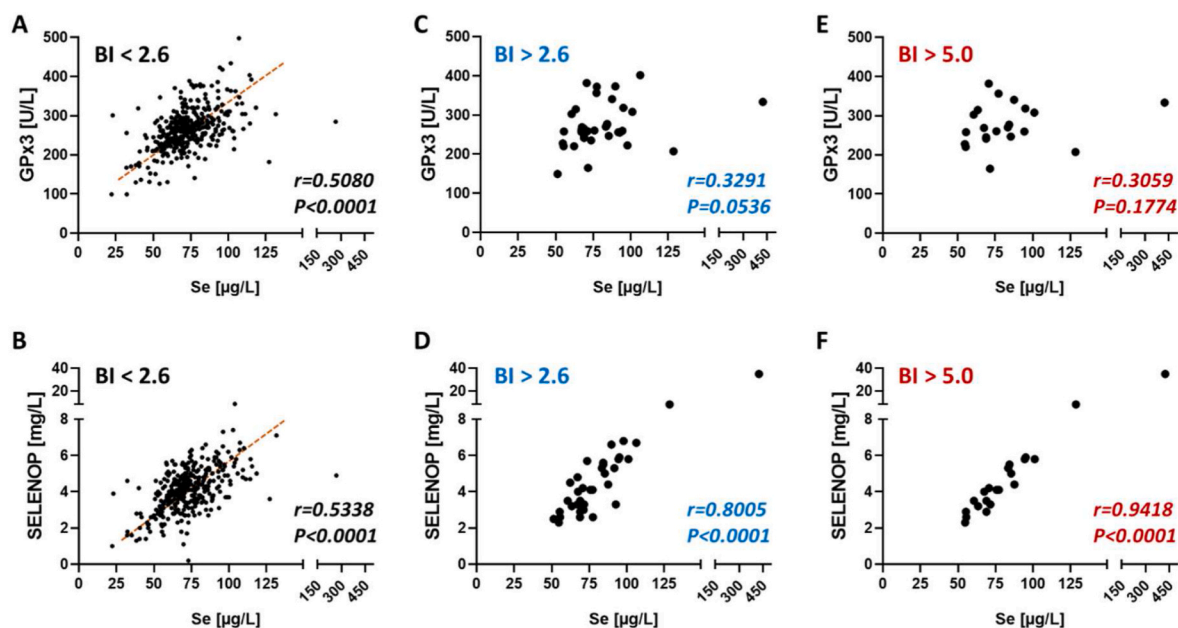 A
BI < 2.6
GPx3 [U/L]
500
400
300
200
100
0
r=0.5080
P<0.0001
0 25 50 75 100 125 150 300 450
Se [µg/L]
C
BI > 2.6
GPx3 [U/L]
500
400
300
200
100
0
r=0.3291
P=0.0536
0 25 50 75 100 125 150 300 450
Se [µg/L]
E
BI > 5.0
GPx3 [U/L]
500
400
300
200
100
0
r=0.3059
P=0.1774
0 25 50 75 100 125 150 300 450
Se [µg/L]
B
BI < 2.6
SELENOP [mg/L]
40
20
8
6
4
2
0
r=0.5338
P<0.0001
0 25 50 75 100 125 150 300 450
Se [µg/L]
D
BI > 2.6
SELENOP [mg/L]
40
20
8
6
4
2
0
r=0.8005
P<0.0001
0 25 50 75 100 125 150 300 450
Se [µg/L]
F
BI > 5.0
SELENOP [mg/L]
40
20
8
6
4
2
0
r=0.9418
P<0.0001
0 25 50 75 100 125 150 300 450
Se [µg/L]